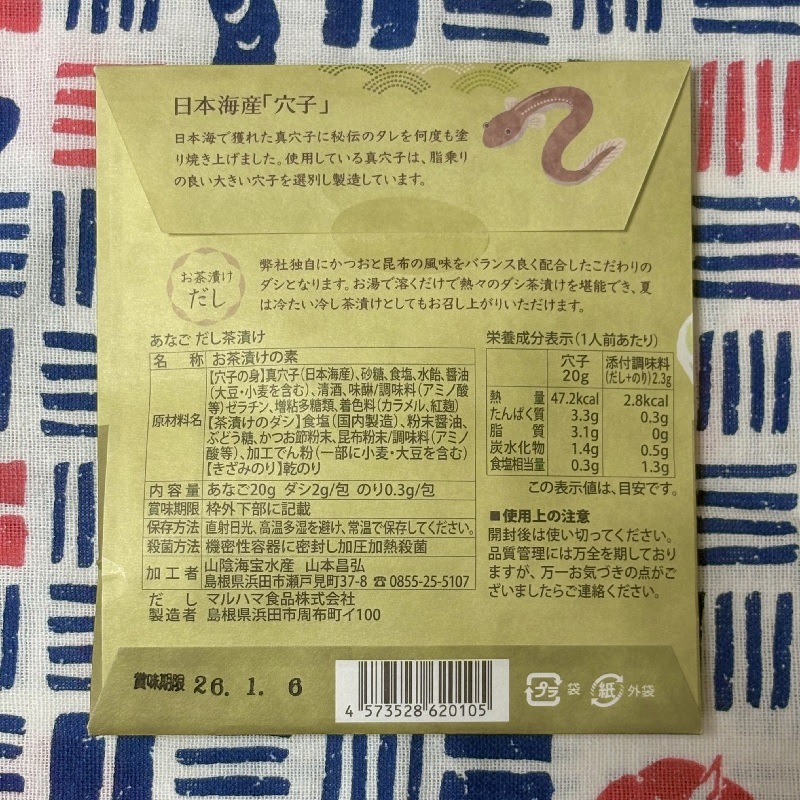 日本海産「穴子」
日本海で獲れた真穴子に秘伝のタレを何度も塗
り焼き上げました。使用している真穴子は、脂乗り
の良い大きい穴子を選別し製造しています。
お茶漬け
だし
弊社独自にかつおと昆布の風味をバランス良く配合したこだわりの
ダシとなります。お湯で溶くだけで熱々のダシ茶漬けを堪能でき、夏
は冷たい冷し茶漬けとしてもお召し上がりいただけます。
あなご だし茶漬け
名 称 お茶漬けの素
原材料名
【穴子の身】真穴子(日本海産)、砂糖、食塩、水飴、醤油
(大豆・小麦を含む)、清酒、味醂/調味料(アミノ酸
等)ゼラチン、増粘多糖類、着色料(カラメル、紅麹)
【茶漬けのダシ】食塩(国内製造)、粉末醤油、
ぶどう糖、かつお節粉末、昆布粉末/調味料(アミノ
酸等)、加工でん粉(一部に小麦・大豆を含む)
【きざみのり】乾のり
内容量 あなご20g ダシ2g/包 のり0.3g/包
賞味期限 枠外下部に記載
保存方法 直射日光、高温多湿を避け、常温で保存してください。
殺菌方法 機密性容器に密封し加圧加熱殺菌
加工者 山陰海宝水産 山本昌弘
島根県浜田市瀬戸見町37-8 ☎0855-25-5107
だし 製造者
マルハマ食品株式会社
島根県浜田市周布町イ100
栄養成分表示(1人前あたり)
穴子 20g 添付調味料 (だし+のり)2.3g
熱量 47.2kcal 2.8kcal
たんぱく質 3.3g 0.3g
脂質 3.1g 0g
炭水化物 1.4g 0.5g
食塩相当量 0.3g 1.3g
この表示値は、目安です。
■使用上の注意
開封後は使い切ってください。
品質管理には万全を期しており
ますが、万一お気づきの点がご
ざいましたらご連絡ください。
賞味期限 26. 1. 6
4 573528 620105
プラ 袋 紙 外袋